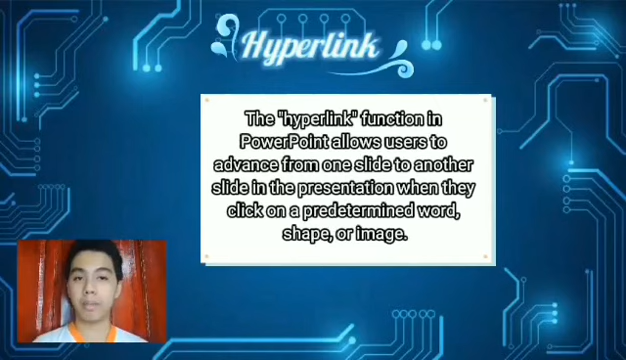 Hyperlink
The "hyperlink" function in
PowerPoint allows users to
advance from one slide to another
slide in the presentation when they
click on a predetermined word,
shape, or image.